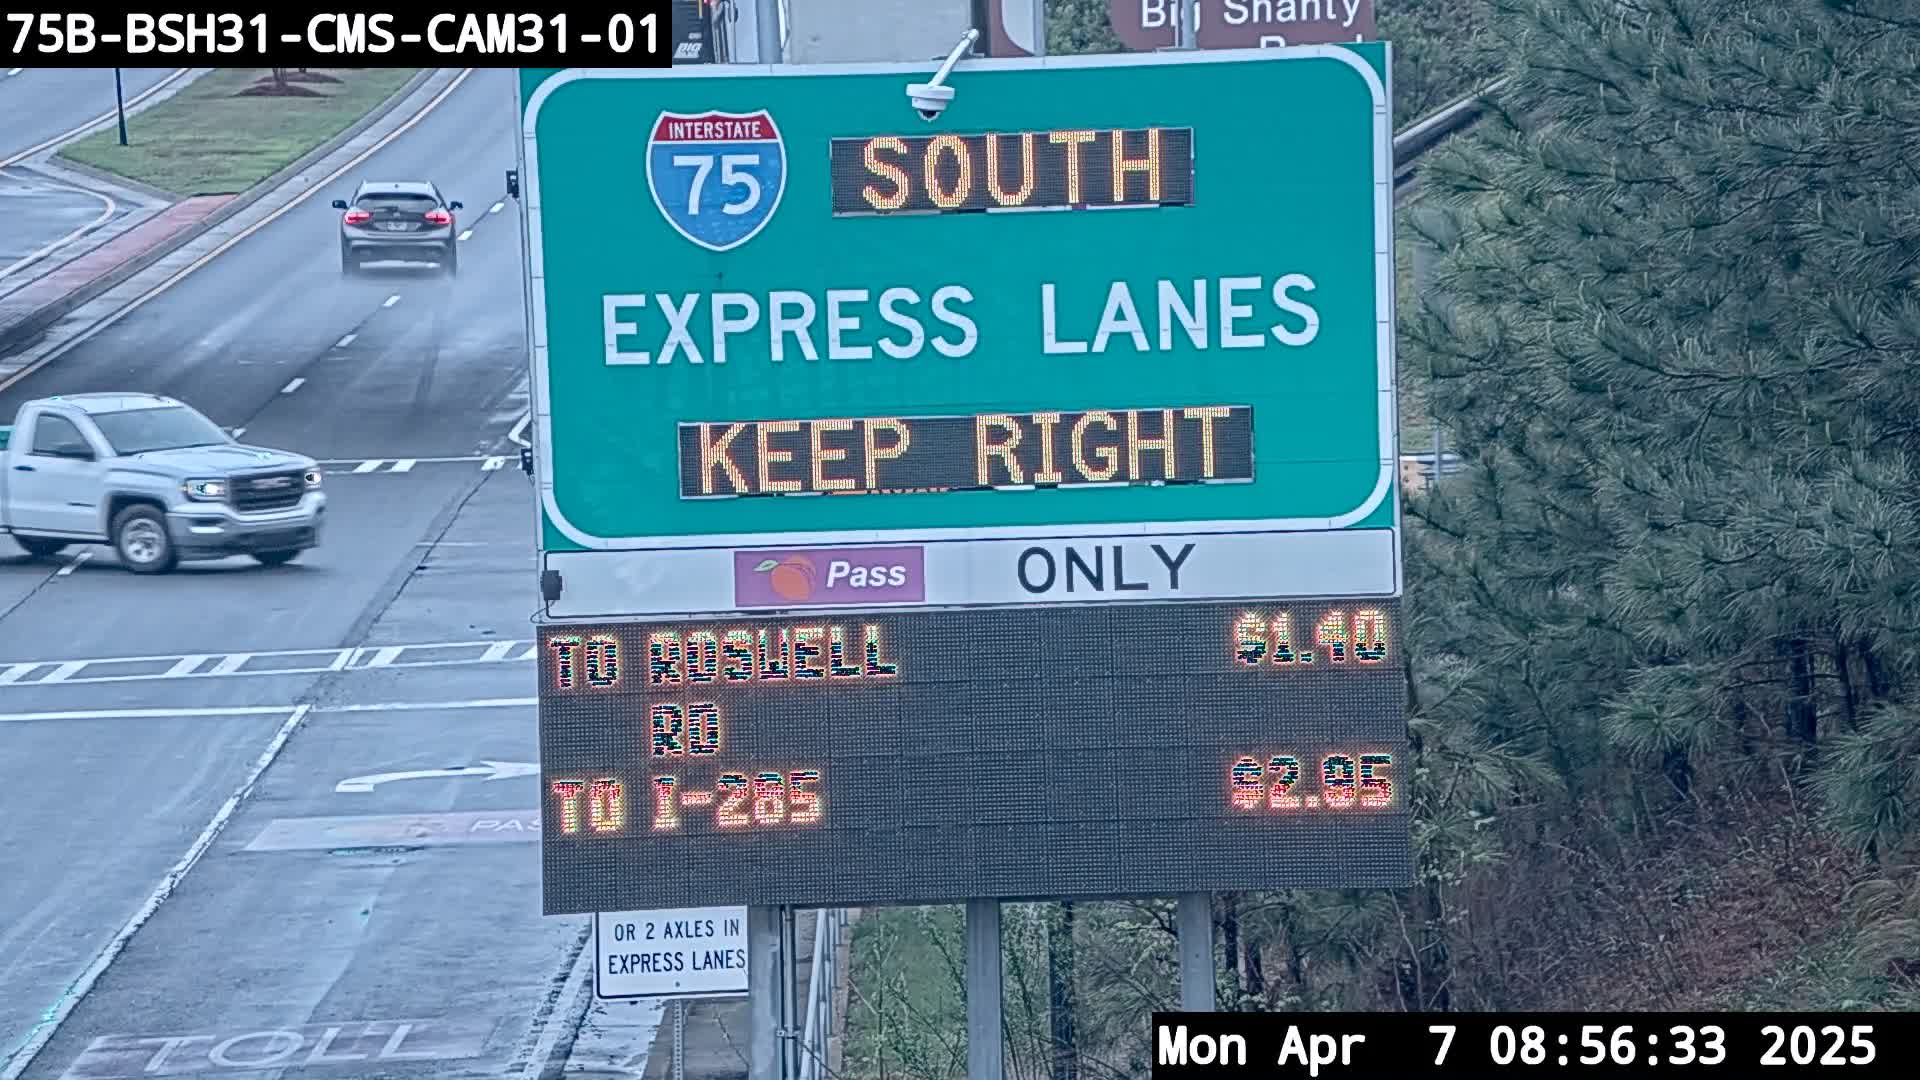 75B-BSH31-CMS-CAM31-01
Big Shanty
INTERSTATE
75
SOUTH
EXPRESS LANES
KEEP RIGHT
Pass ONLY
TO ROSWELL $1.40
RD
TO I-285 $2.85
PAS
OR 2 AXLES IN
EXPRESS LANES
TOLL
Mon Apr 7 08:56:33 2025